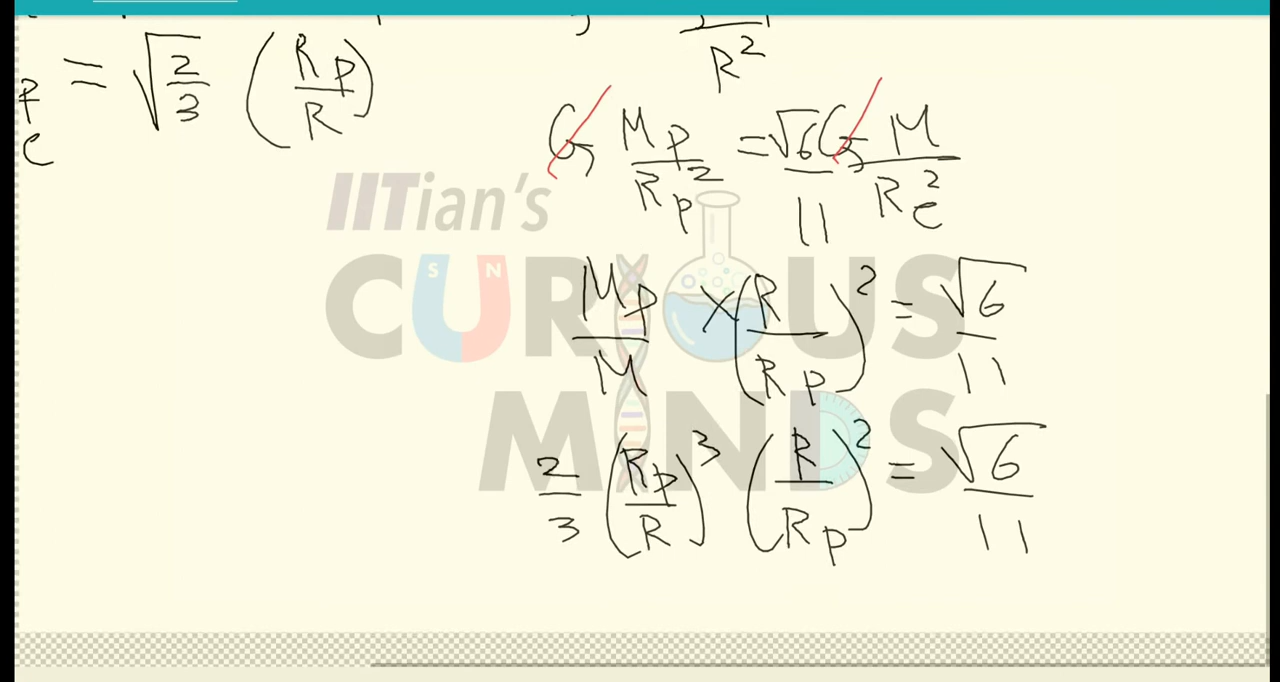 P/e = √(2/3) (Rp/R)
R²
G Mp/Rp² = √6/11 G M/Re²
IITian's
Mp/M × (R/Rp)² = √6/11
CURIOUS
S N
2/3 (Rp/R)³ (R/Rp)² = √6/11
MINDS